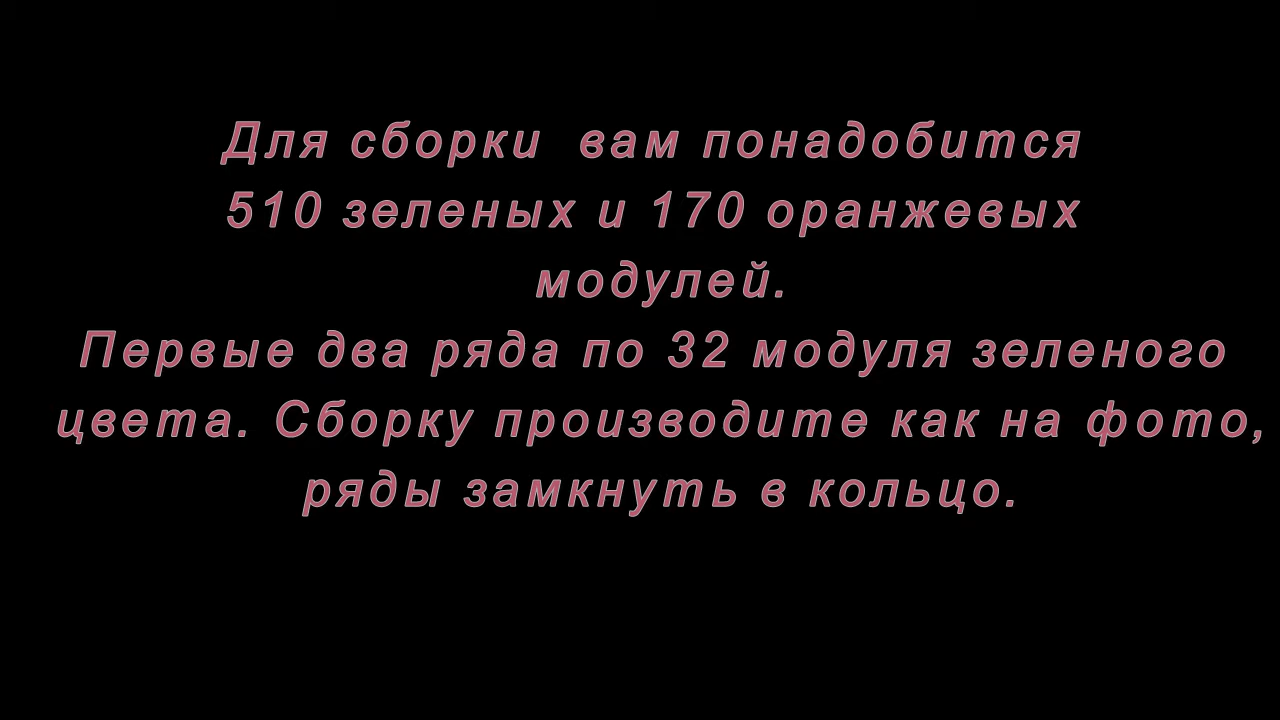 Для сборки вам понадобится
510 зеленых и 170 оранжевых
модулей.
Первые два ряда по 32 модуля зеленого
цвета. Сборку производите как на фото,
ряды замкнуть в кольцо.